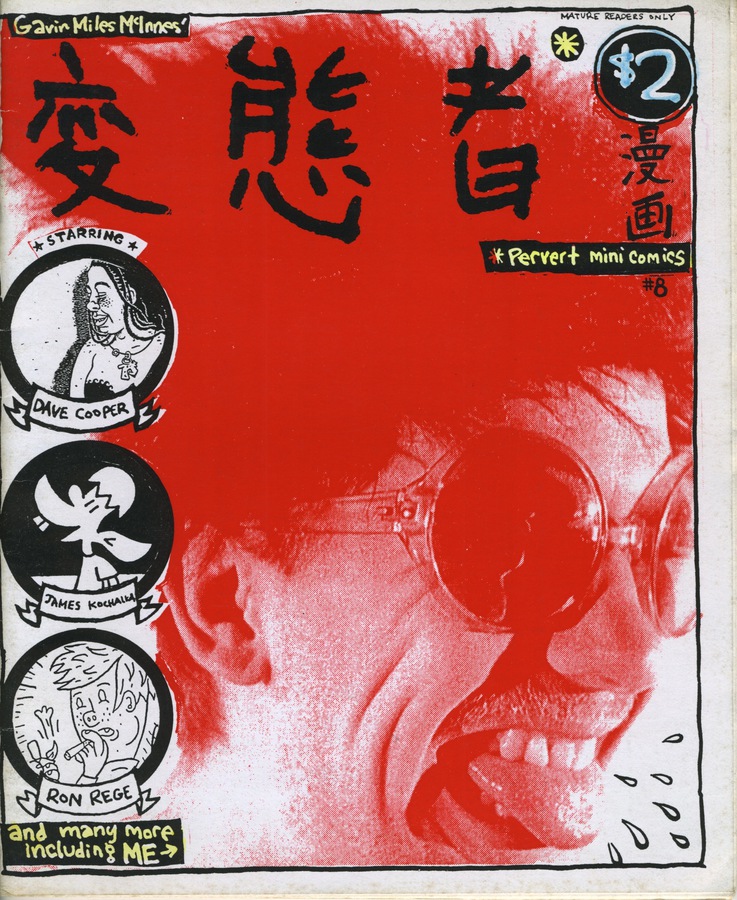 Gavin Miles McInnes'
MATURE READERS ONLY
$2
変態者
漫画
*Pervert mini comics
#8
★STARRING★
DAVE COOPER
JAMES KOCHALKA
RON REGE
and many more
including ME→